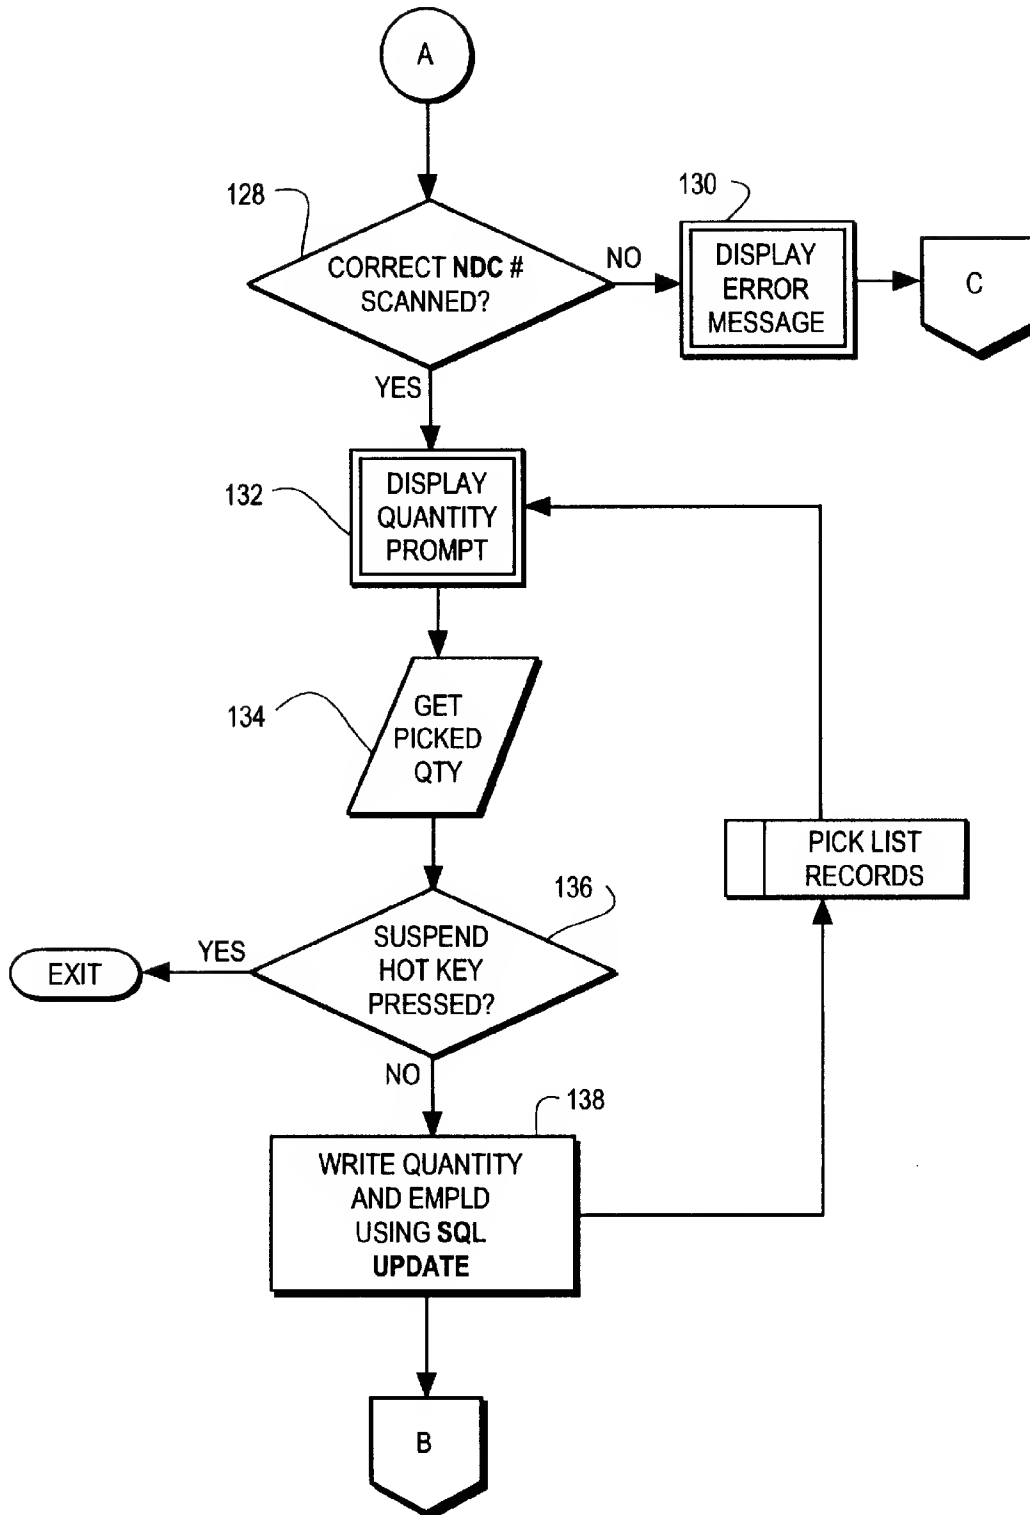 A
128
CORRECT NDC #
SCANNED?
NO
130
DISPLAY
ERROR
MESSAGE
C
YES
132
DISPLAY
QUANTITY
PROMPT
134
GET
PICKED
QTY
PICK LIST
RECORDS
136
SUSPEND
HOT KEY
PRESSED?
YES
EXIT
NO
138
WRITE QUANTITY
AND EMPLD
USING SQL
UPDATE
B